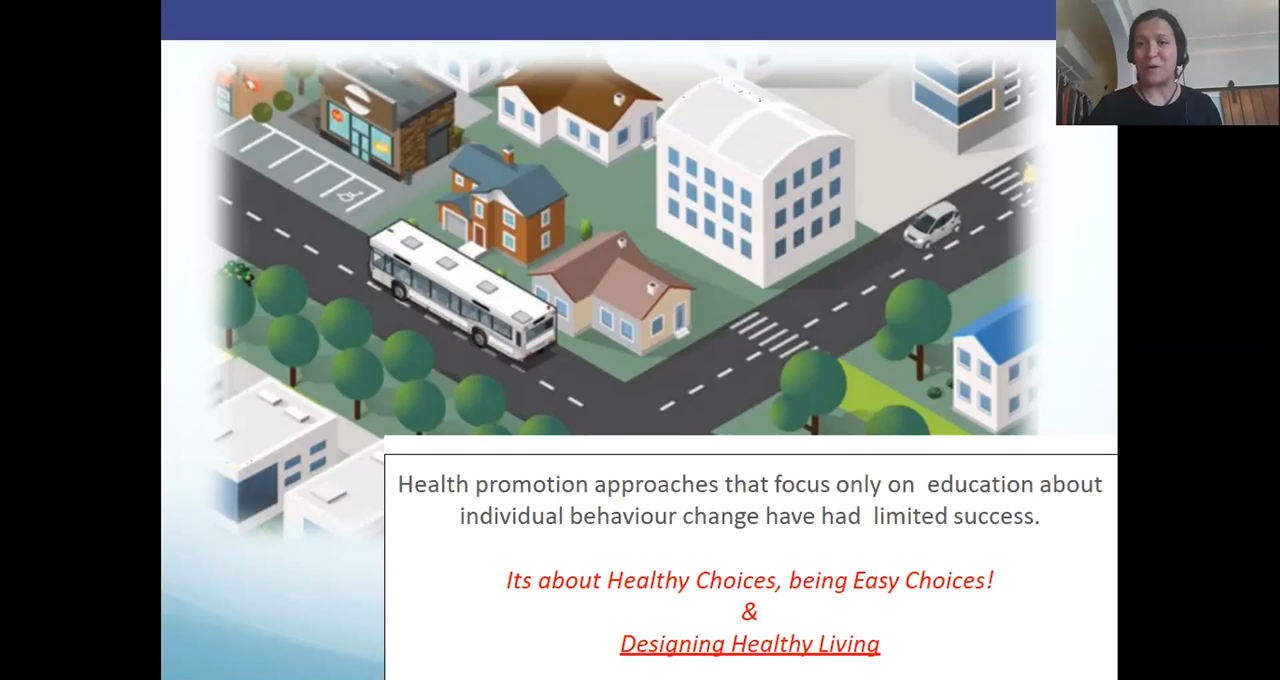 Health promotion approaches that focus only on education about
individual behaviour change have had limited success.
Its about Healthy Choices, being Easy Choices!
&
Designing Healthy Living